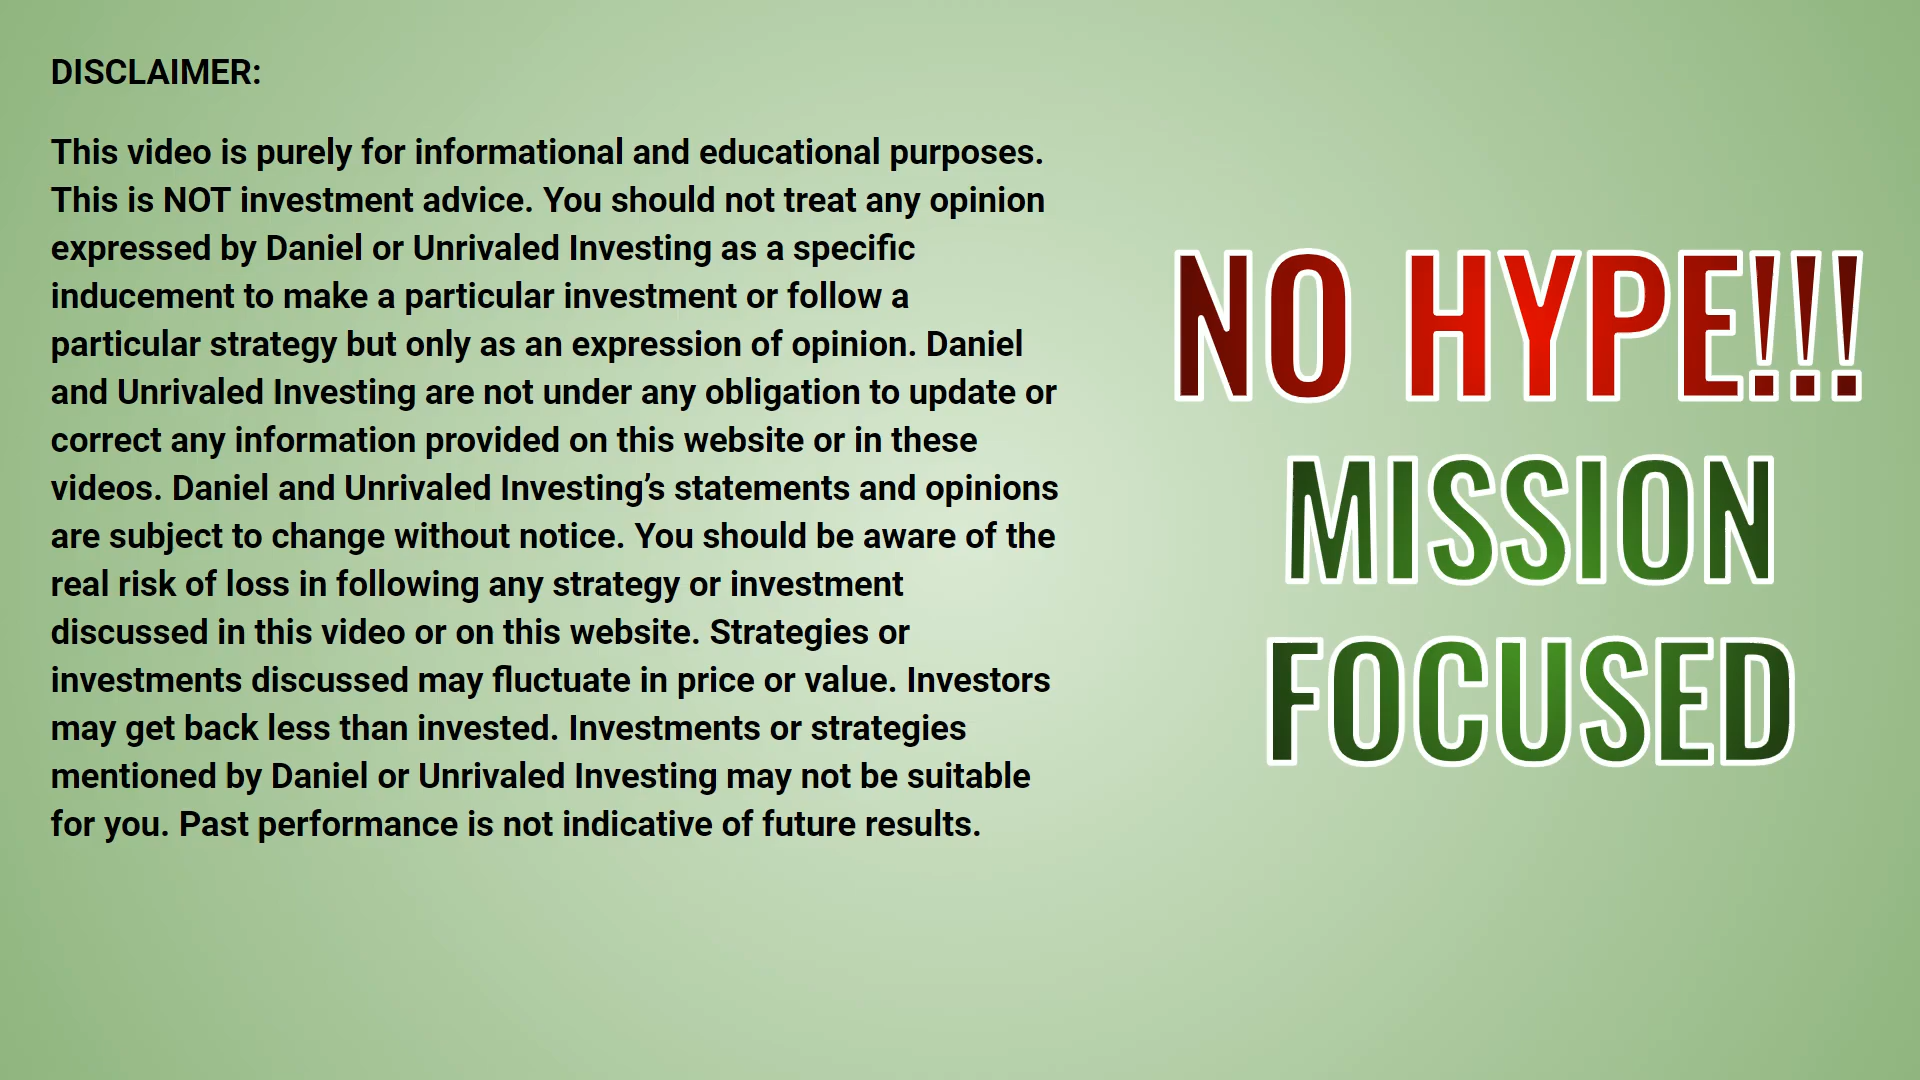 DISCLAIMER:
This video is purely for informational and educational purposes.
This is NOT investment advice. You should not treat any opinion
expressed by Daniel or Unrivaled Investing as a specific
inducement to make a particular investment or follow a
particular strategy but only as an expression of opinion. Daniel
and Unrivaled Investing are not under any obligation to update or
correct any information provided on this website or in these
videos. Daniel and Unrivaled Investing’s statements and opinions
are subject to change without notice. You should be aware of the
real risk of loss in following any strategy or investment
discussed in this video or on this website. Strategies or
investments discussed may fluctuate in price or value. Investors
may get back less than invested. Investments or strategies
mentioned by Daniel or Unrivaled Investing may not be suitable
for you. Past performance is not indicative of future results.
NO HYPE!!!
MISSION
FOCUSED